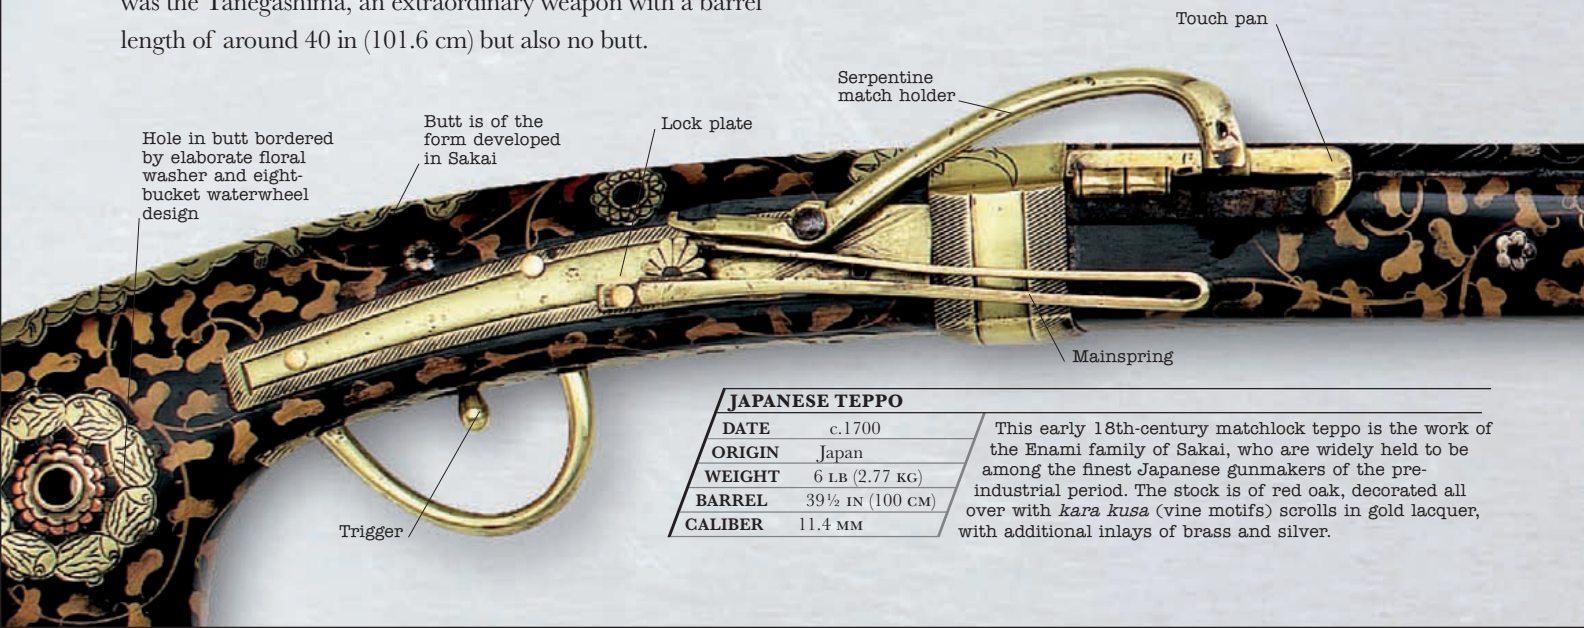 was the Tanegashima, an extraordinary weapon with a barrel
length of around 40 in (101.6 cm) but also no butt.
Touch pan
Serpentine
match holder
Butt is of the
form developed
in Sakai
Lock plate
Hole in butt bordered
by elaborate floral
washer and eight-
bucket waterwheel
design
Mainspring
Trigger
JAPANESE TEPPO
DATE c.1700
ORIGIN Japan
WEIGHT 6 LB (2.77 KG)
BARREL 39½ IN (100 CM)
CALIBER 11.4 MM
This early 18th-century matchlock teppo is the work of
the Enami family of Sakai, who are widely held to be
among the finest Japanese gunmakers of the pre-
industrial period. The stock is of red oak, decorated all
over with kara kusa (vine motifs) scrolls in gold lacquer,
with additional inlays of brass and silver.